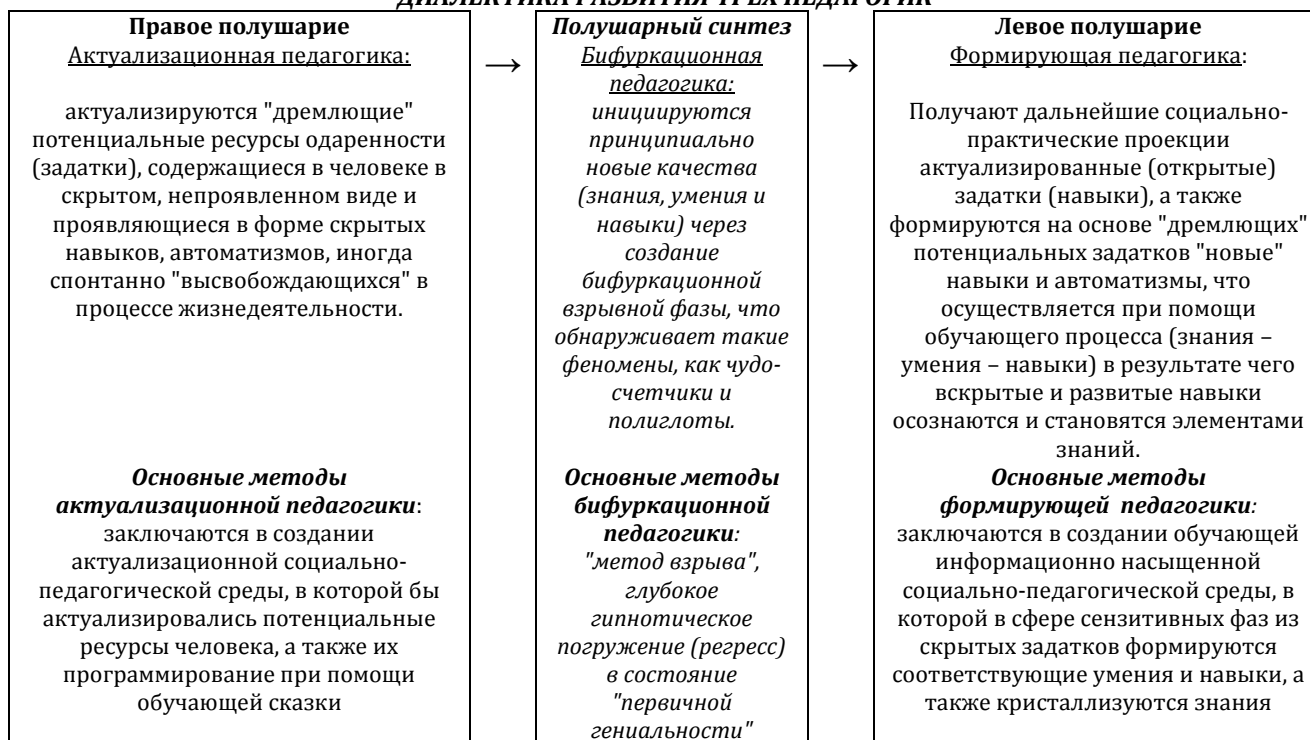 ДИАЛЕКТИКА РАЗВИТИЯ ТРЕХ ПЕДАГОГИК
Правое полушарие
Актуализационная педагогика:
актуализируются "дремлющие"
потенциальные ресурсы одаренности
(задатки), содержащиеся в человеке в
скрытом, непроявленном виде и
проявляющиеся в форме скрытых
навыков, автоматизмов, иногда
спонтанно "высвобождающихся" в
процессе жизнедеятельности.
Основные методы
актуализационной педагогики:
заключаются в создании
актуализационной социально-
педагогической среды, в которой бы
актуализировались потенциальные
ресурсы человека, а также их
программирование при помощи
обучающей сказки
→
Полушарный синтез
Бифуркационная
педагогика:
инициируются
принципиально
новые качества
(знания, умения и
навыки) через
создание
бифуркационной
взрывной фазы, что
обнаруживает такие
феномены, как чудо-
счетчики и
полиглоты.
Основные методы
бифуркационной
педагогики:
"метод взрыва",
глубокое
гипнотическое
погружение (регресс)
в состояние
"первичной
гениальности"
→
Левое полушарие
Формирующая педагогика:
Получают дальнейшие социально-
практические проекции
актуализированные (открытые)
задатки (навыки), а также
формируются на основе "дремлющих"
потенциальных задатков "новые"
навыки и автоматизмы, что
осуществляется при помощи
обучающего процесса (знания –
умения – навыки) в результате чего
вскрытые и развитые навыки
осознаются и становятся элементами
знаний.
Основные методы
формирующей педагогики:
заключаются в создании обучающей
информационно насыщенной
социально-педагогической среды, в
которой в сфере сензитивных фаз из
скрытых задатков формируются
соответствующие умения и навыки, а
также кристаллизуются знания